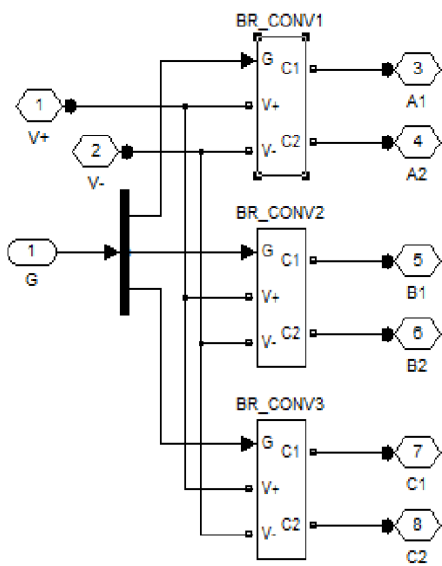 BR_CONV1
G
C1
3
A1
1
V+
V+
C2
4
A2
2
V-
V-
BR_CONV2
1
G
G
C1
5
B1
V+
C2
6
B2
V-
BR_CONV3
G
C1
7
C1
V+
C2
8
C2
V-